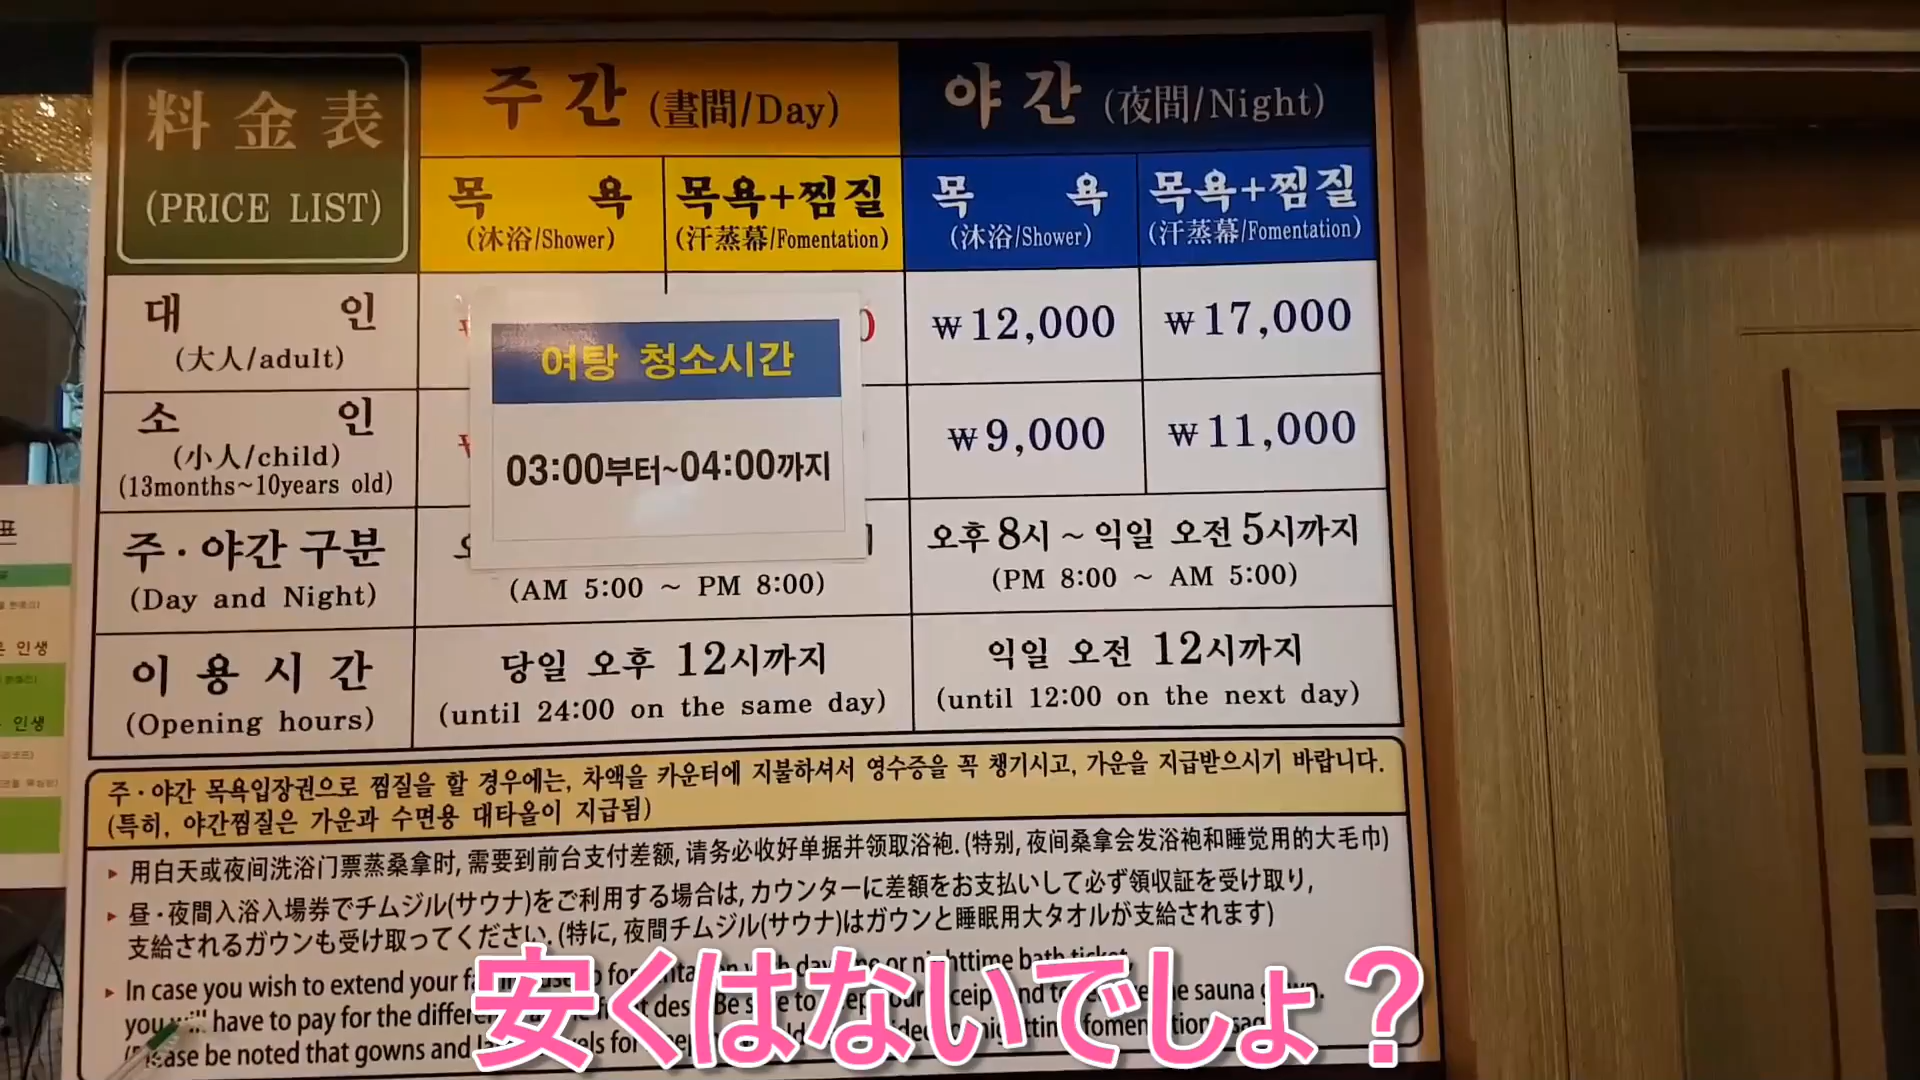 料金表
(PRICE LIST)
주간 (晝間/Day)
야간 (夜間/Night)
목욕
(沐浴/Shower)
목욕+찜질
(汗蒸幕/Fomentation)
목욕
(沐浴/Shower)
목욕+찜질
(汗蒸幕/Fomentation)
대인
(大人/adult)
₩12,000
₩17,000
소인
(小人/child)
(13months~10years old)
₩9,000
₩11,000
여탕 청소시간
03:00부터~04:00까지
주·야간 구분
(Day and Night)
(AM 5:00 ~ PM 8:00)
오후 8시 ~ 익일 오전 5시까지
(PM 8:00 ~ AM 5:00)
이용시간
(Opening hours)
당일 오후 12시까지
(until 24:00 on the same day)
익일 오전 12시까지
(until 12:00 on the next day)
주·야간 목욕입장권으로 찜질을 할 경우에는, 차액을 카운터에 지불하셔서 영수증을 꼭 챙기시고, 가운을 지급받으시기 바랍니다.
(특히, 야간찜질은 가운과 수면용 대타올이 지급됨)
用白天或夜间洗浴门票蒸桑拿时, 需要到前台支付差额, 请务必收好单据并领取浴袍. (特别, 夜间桑拿会发浴袍和睡觉用的大毛巾)
昼·夜間入浴入場券でチムジル(サウナ)をご利用する場合は, カウンターに差額をお支払いして必ず領収証を受け取り,
支給されるガウンも受け取ってください. (特に, 夜間チムジル(サウナ)はガウンと睡眠用大タオルが支給されます)
In case you wish to extend your with or nighttime bath ticket,
you will have to pay for the Be to sauna
be noted that gowns and for
安くはないでしょ？
표
인생
인생